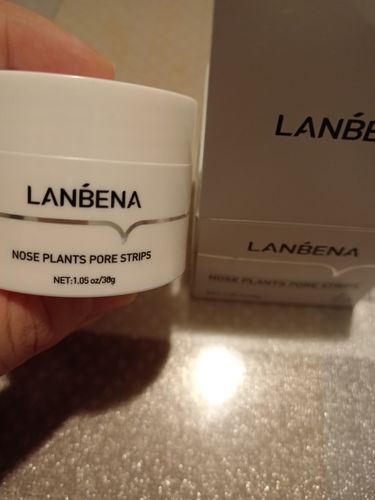 LANBENA
NOSE PLANTS PORE STRIPS
NET:1.05 oz/30g
LANBE
LANBENA
NOSE PLANTS PORE STRIPS